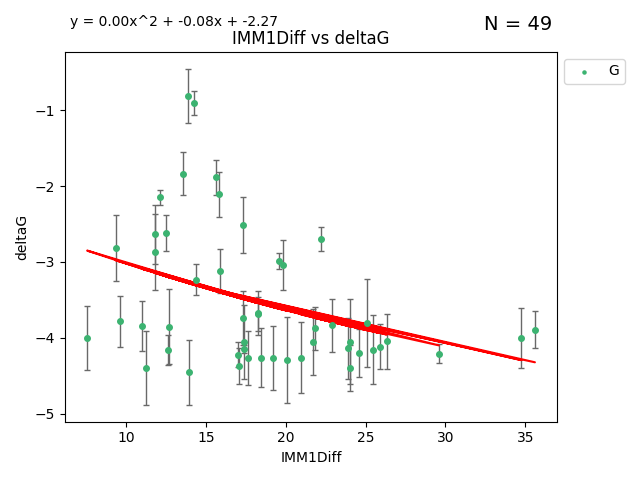 y = 0.00x^2 + -0.08x + -2.27
N = 49
IMM1Diff vs deltaG
G
deltaG
−1
−2
−3
−4
−5
10 15 20 25 30 35
IMM1Diff